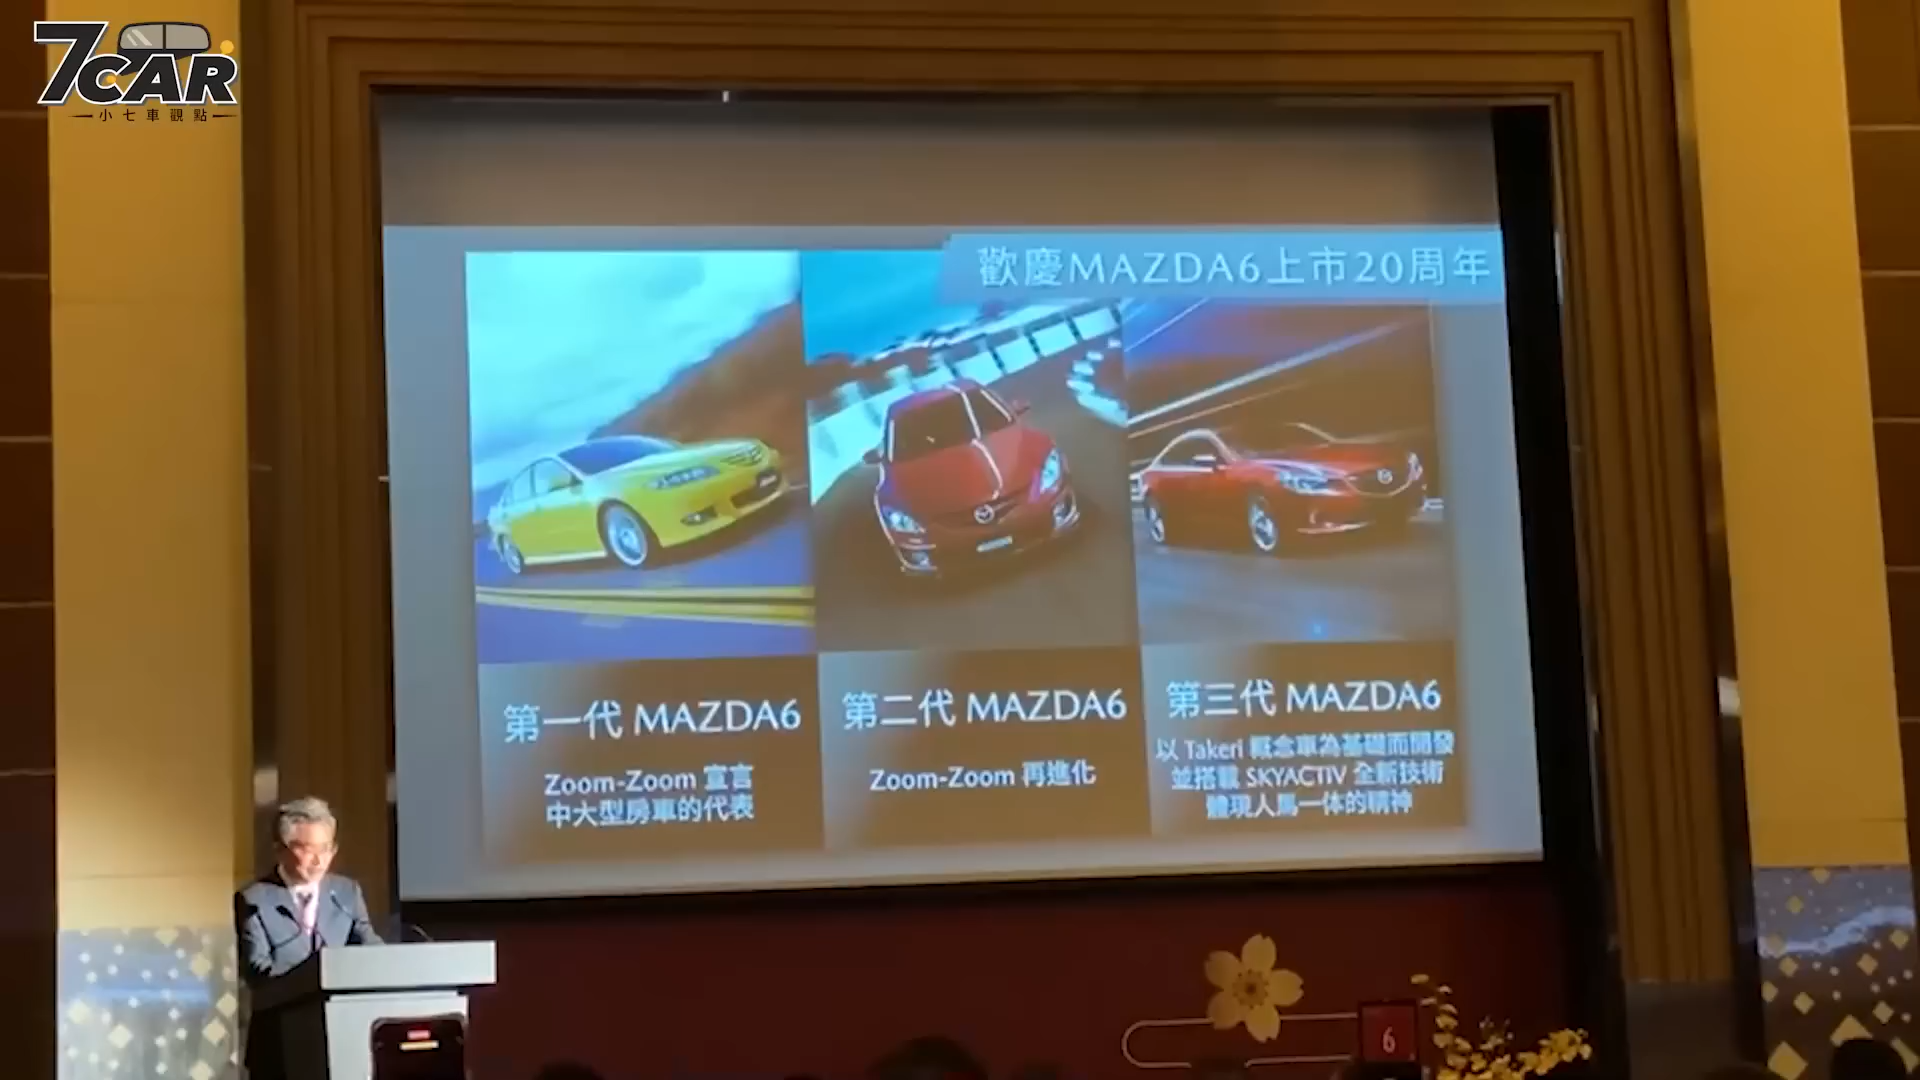 7CAR
小七車觀點
歡慶MAZDA6上市20周年
第一代 MAZDA6
Zoom-Zoom 宣言
中大型房車的代表
第二代 MAZDA6
Zoom-Zoom 再進化
第三代 MAZDA6
以 Takeri 概念車為基礎而開發
並搭載 SKYACTIV 全新技術
體現人馬一体的精神
6